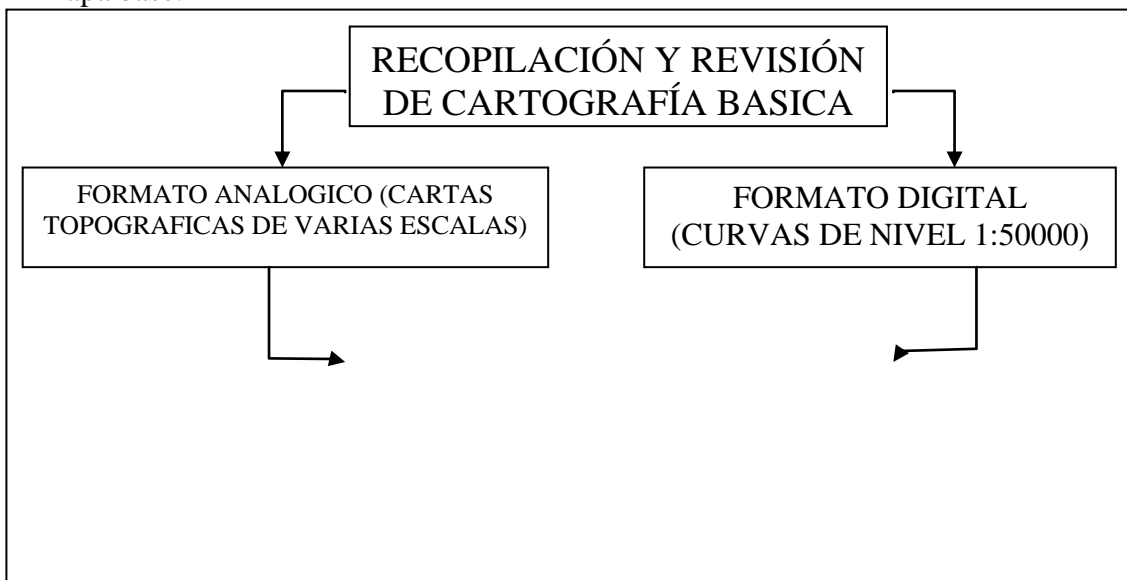 RECOPILACIÓN Y REVISIÓN
DE CARTOGRAFÍA BASICA
FORMATO ANALOGICO (CARTAS
TOPOGRAFICAS DE VARIAS ESCALAS)
FORMATO DIGITAL
(CURVAS DE NIVEL 1:50000)